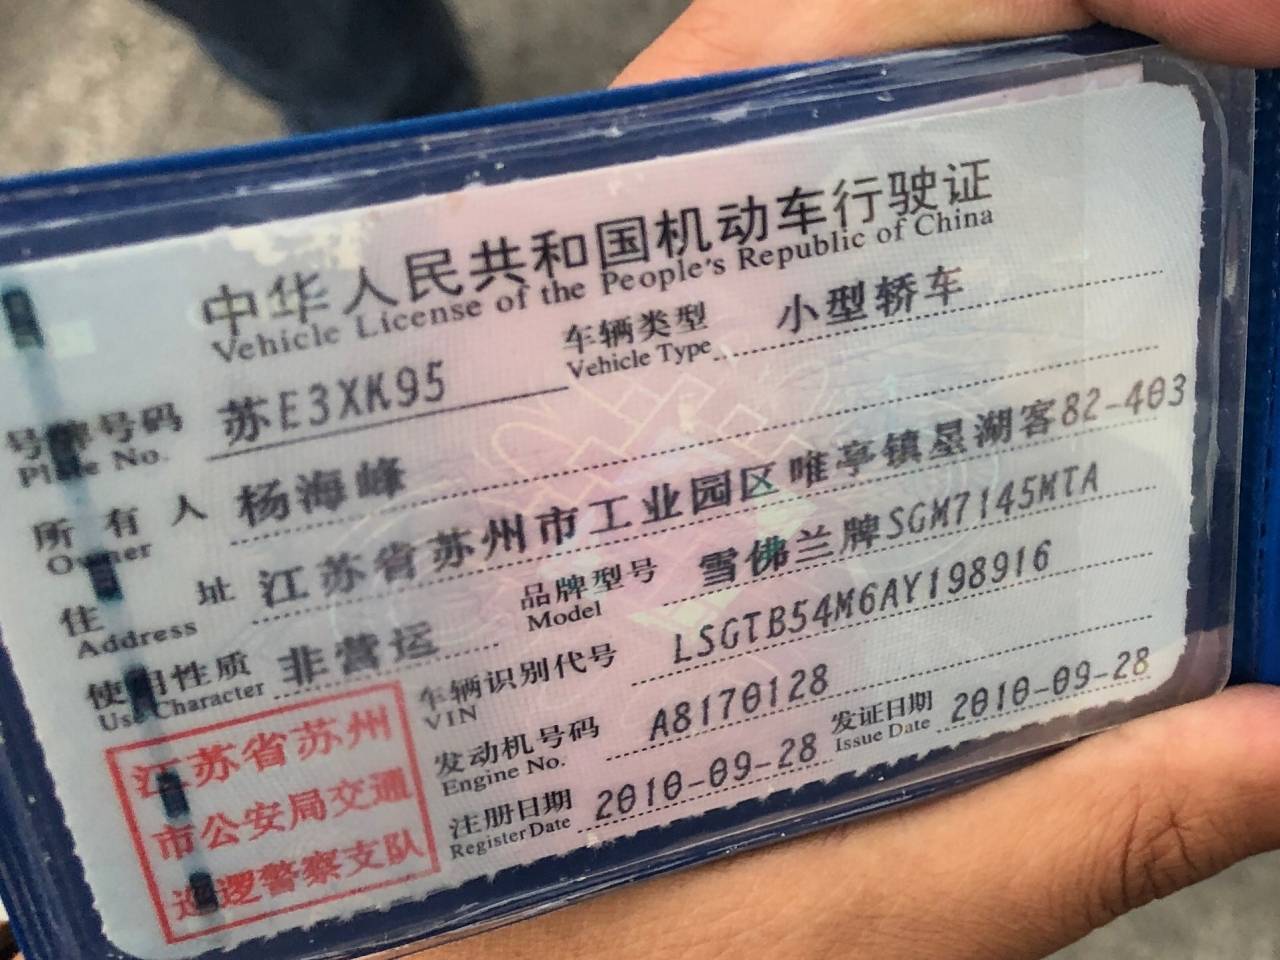 中华人民共和国机动车行驶证
Vehicle License of the People's Republic of China
号牌号码 苏E3XK95 车辆类型 小型轿车
Plate No. Vehicle Type
所有人 杨海峰
Owner
住址 江苏省苏州市工业园区唯亭镇星湖客82-403
Address
使用性质 非营运 品牌型号 雪佛兰牌SGM7145MTA
Use Character Model
车辆识别代号 LSGTB54M6AY198916
VIN
发动机号码 A8170128
Engine No.
注册日期 2010-09-28 发证日期 2010-09-28
Register Date Issue Date
江苏省苏州
市公安局交通
巡逻警察支队